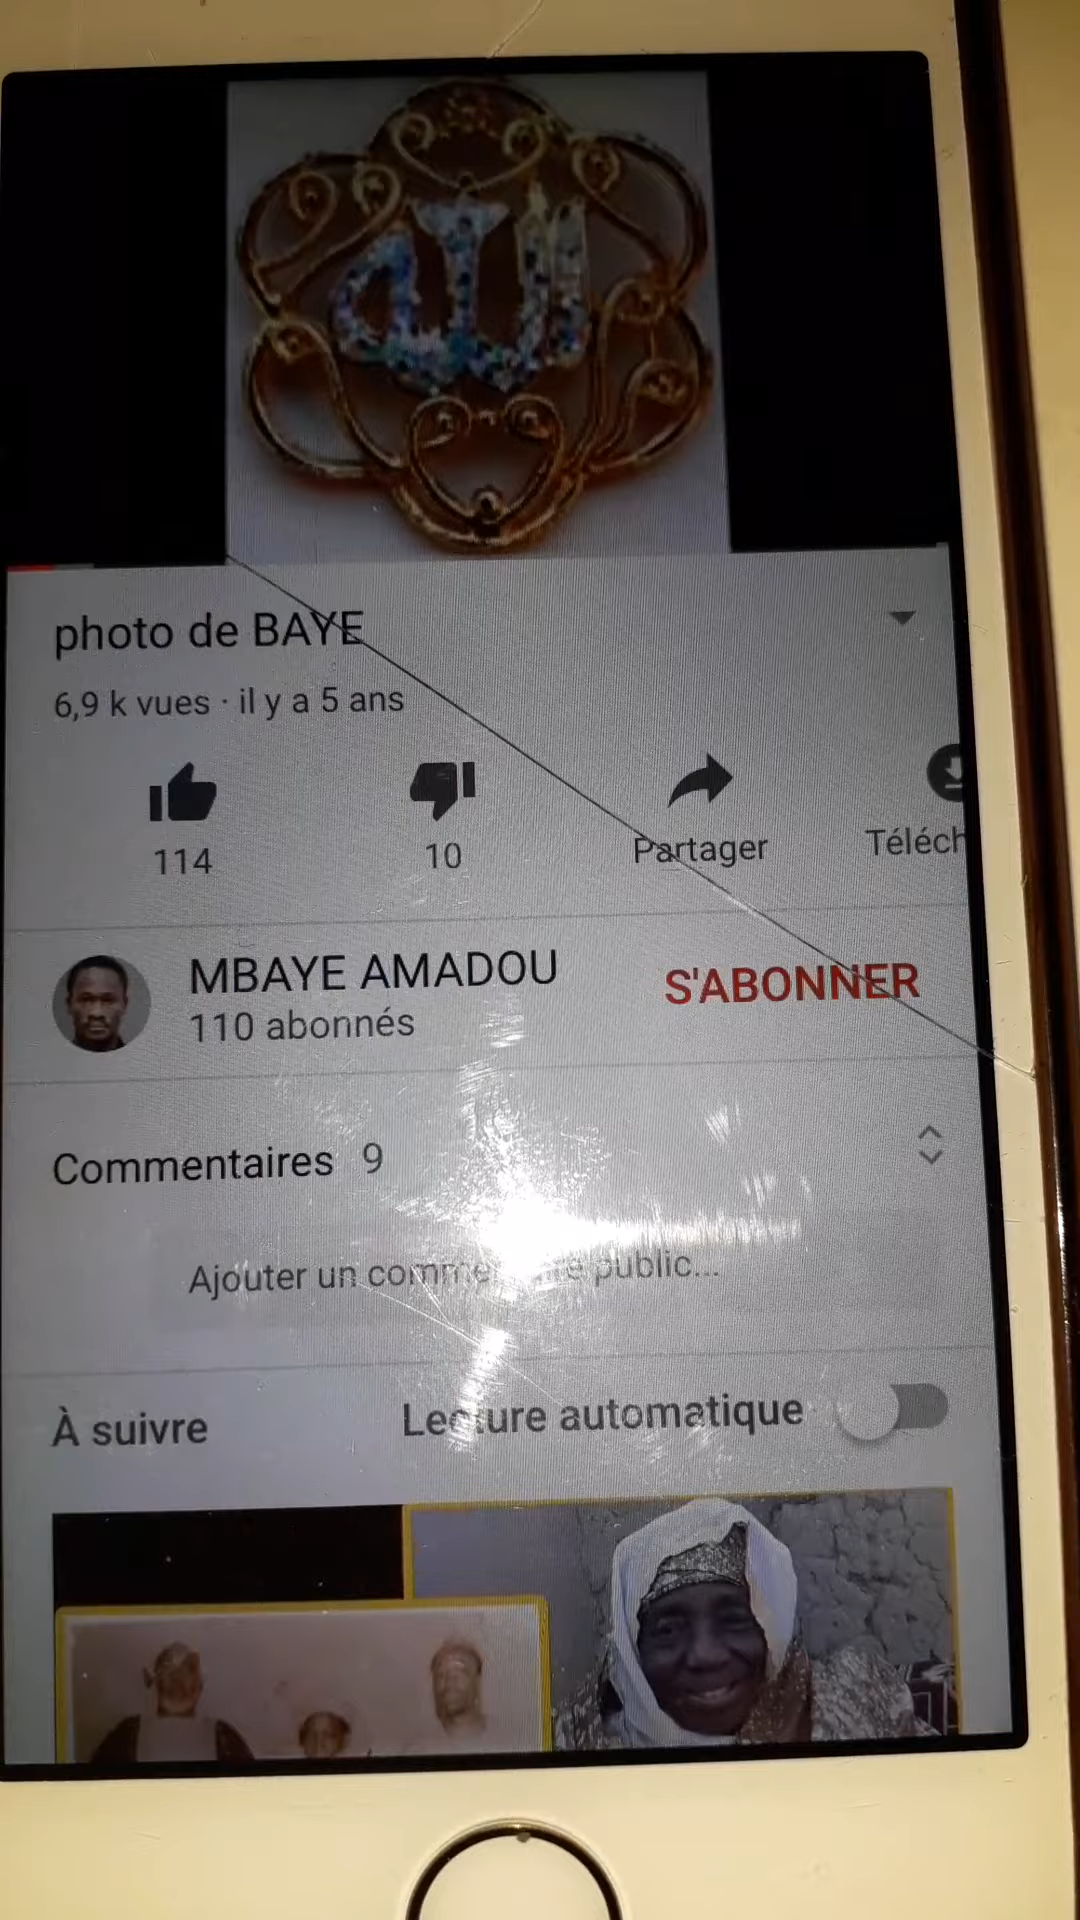 الله
photo de BAYE
6,9 k vues · il y a 5 ans
114
10
Partager
Téléch
MBAYE AMADOU
110 abonnés
S'ABONNER
Commentaires 9
Ajouter un public...
À suivre
Lecture automatique